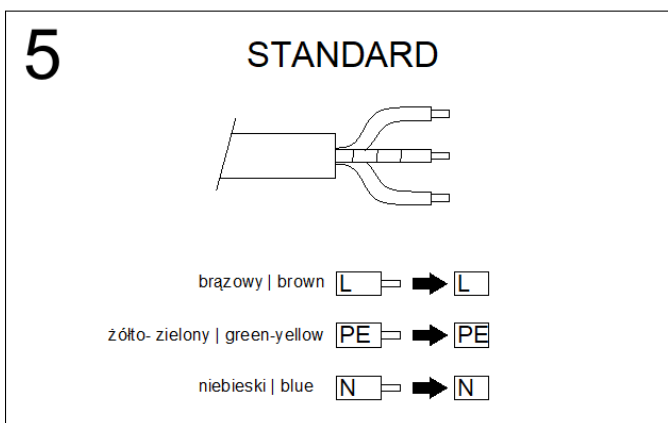 5 STANDARD
brązowy | brown L L
żółto- zielony | green-yellow PE PE
niebieski | blue N N